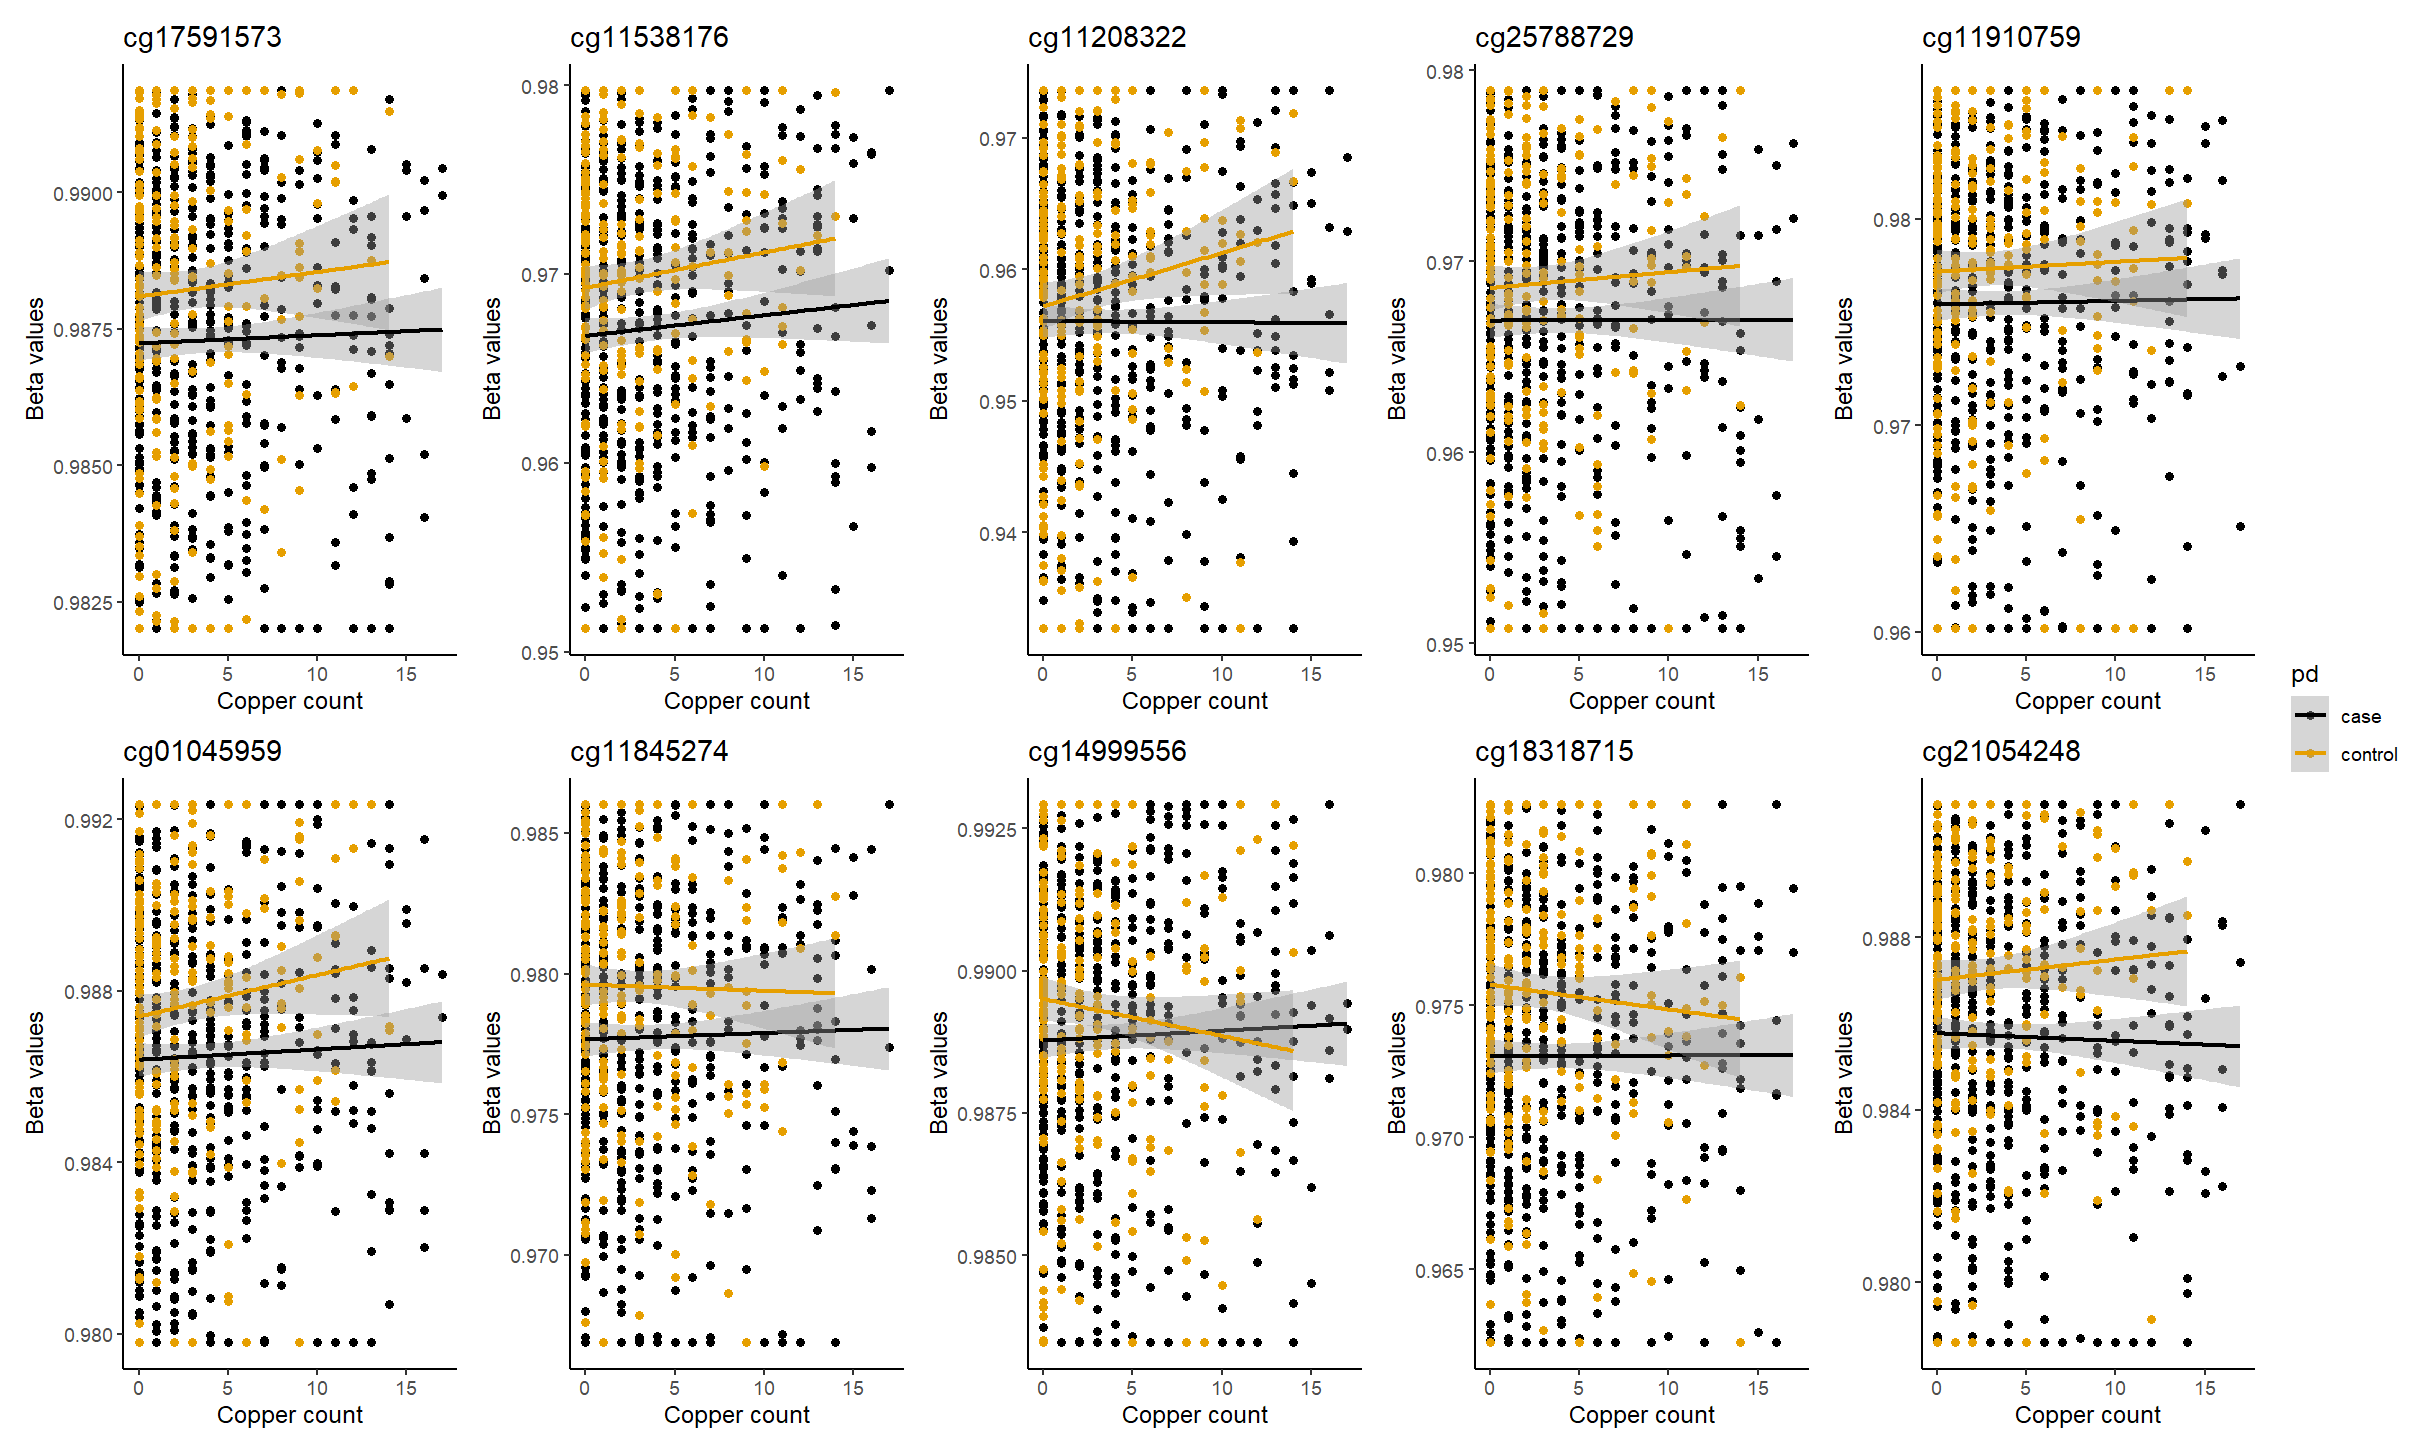 cg17591573 cg11538176 cg11208322 cg25788729 cg11910759
Beta values
0.9900
0.9875
0.9850
0.9825
0 5 10 15
Copper count
Beta values
0.98
0.97
0.96
0.95
0 5 10 15
Copper count
Beta values
0.97
0.96
0.95
0.94
0 5 10 15
Copper count
Beta values
0.98
0.97
0.96
0.95
0 5 10 15
Copper count
Beta values
0.98
0.97
0.96
0 5 10 15
Copper count
pd
case
control
cg01045959 cg11845274 cg14999556 cg18318715 cg21054248
Beta values
0.992
0.988
0.984
0.980
0 5 10 15
Copper count
Beta values
0.985
0.980
0.975
0.970
0 5 10 15
Copper count
Beta values
0.9925
0.9900
0.9875
0.9850
0 5 10 15
Copper count
Beta values
0.980
0.975
0.970
0.965
0 5 10 15
Copper count
Beta values
0.988
0.984
0.980
0 5 10 15
Copper count